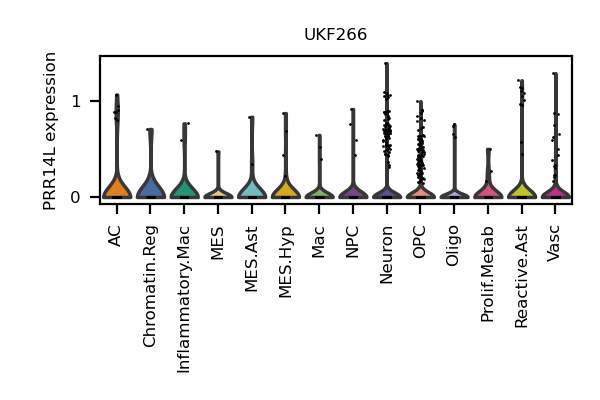 UKF266
PRR14L expression
1
0
AC
Chromatin.Reg
Inflammatory.Mac
MES
MES.Ast
MES.Hyp
Mac
NPC
Neuron
OPC
Oligo
Prolif.Metab
Reactive.Ast
Vasc